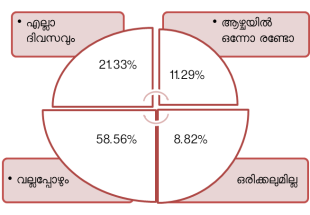 • എല്ലാ
ദിവസവും
• ആഴ്ചയിൽ
ഒന്നോ രണ്ടോ
21.33%
11.29%
58.56%
8.82%
• വല്ലപ്പോഴും
ഒരിക്കലുമില്ല